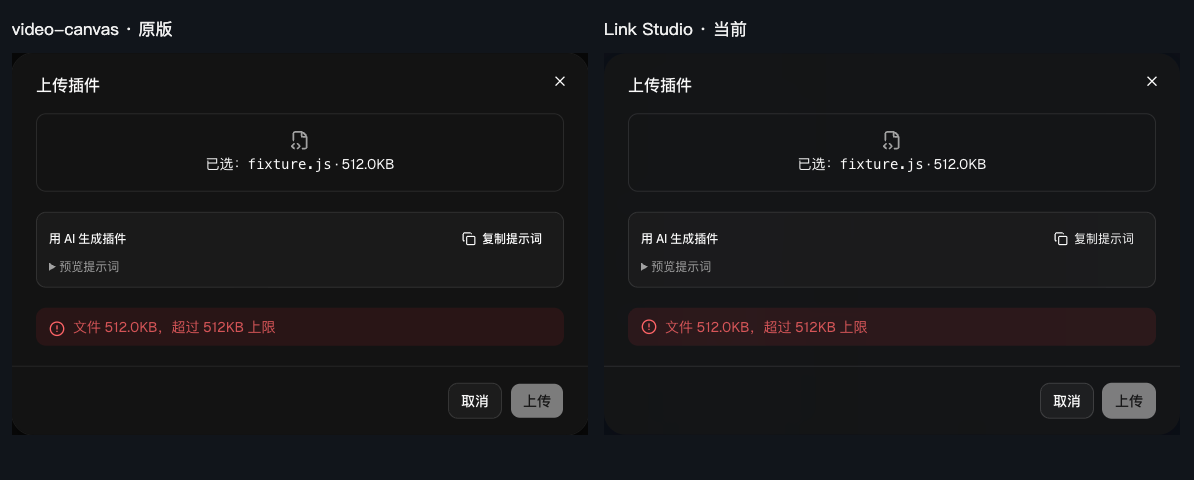 video-canvas · 原版
上传插件
已选：fixture.js · 512.0KB
用 AI 生成插件
复制提示词
▶ 预览提示词
文件 512.0KB，超过 512KB 上限
取消
上传
Link Studio · 当前
上传插件
已选：fixture.js · 512.0KB
用 AI 生成插件
复制提示词
▶ 预览提示词
文件 512.0KB，超过 512KB 上限
取消
上传